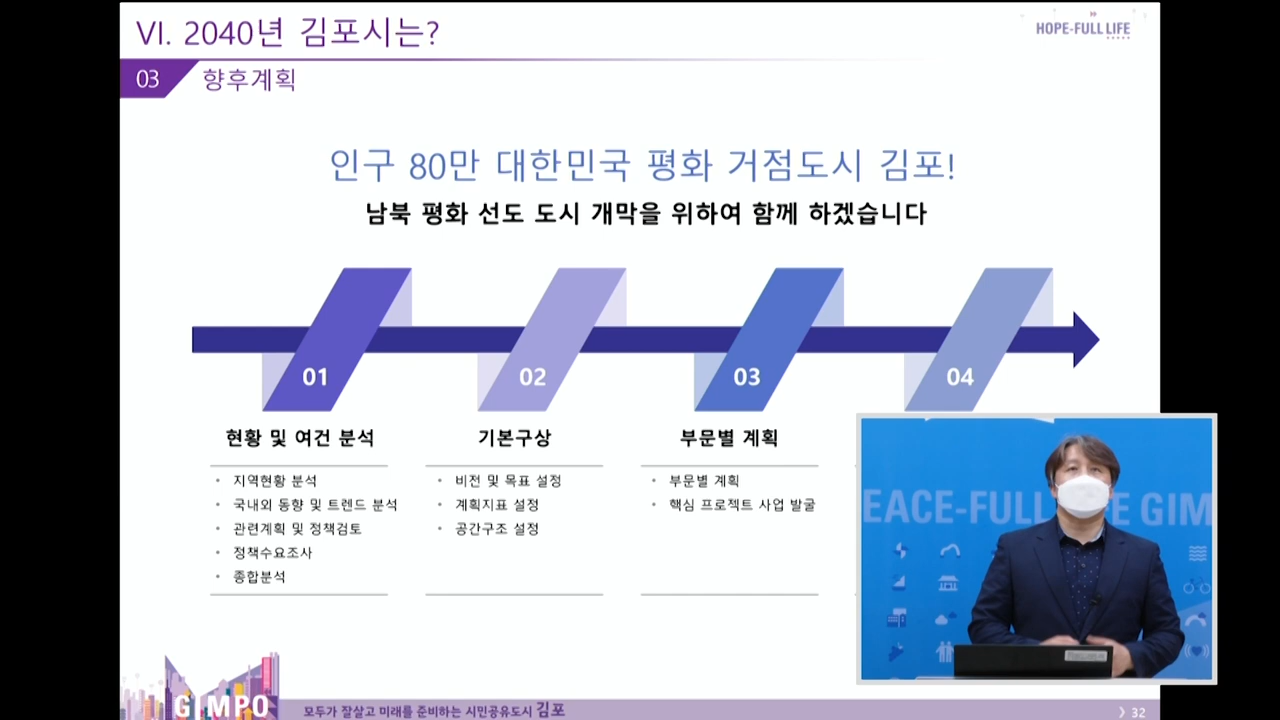 VI. 2040년 김포시는?
HOPE-FULL LIFE
03 향후계획
인구 80만 대한민국 평화 거점도시 김포!
남북 평화 선도 도시 개막을 위하여 함께 하겠습니다
01
02
03
04
현황 및 여건 분석
• 지역현황 분석
• 국내외 동향 및 트렌드 분석
• 관련계획 및 정책검토
• 정책수요조사
• 종합분석
기본구상
• 비전 및 목표 설정
• 계획지표 설정
• 공간구조 설정
부문별 계획
• 부문별 계획
• 핵심 프로젝트 사업 발굴
EACE-FULL E GIM
GIMPO
모두가 잘살고 미래를 준비하는 시민공유도시 김포
》32